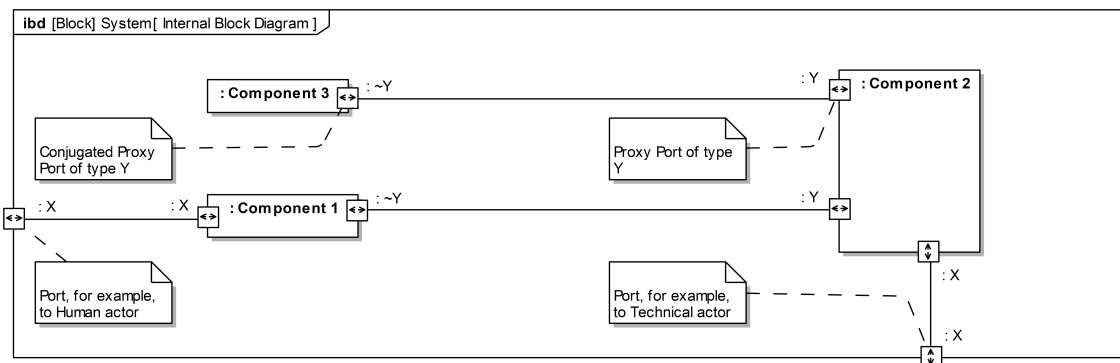 ibd [Block] System[ Internal Block Diagram ]
: Component 3
: ~Y
: Y
: Component 2
Conjugated Proxy
Port of type Y
Proxy Port of type
Y
: X
: X
: Component 1
: ~Y
: Y
Port, for example,
to Human actor
Port, for example,
to Technical actor
: X
: X